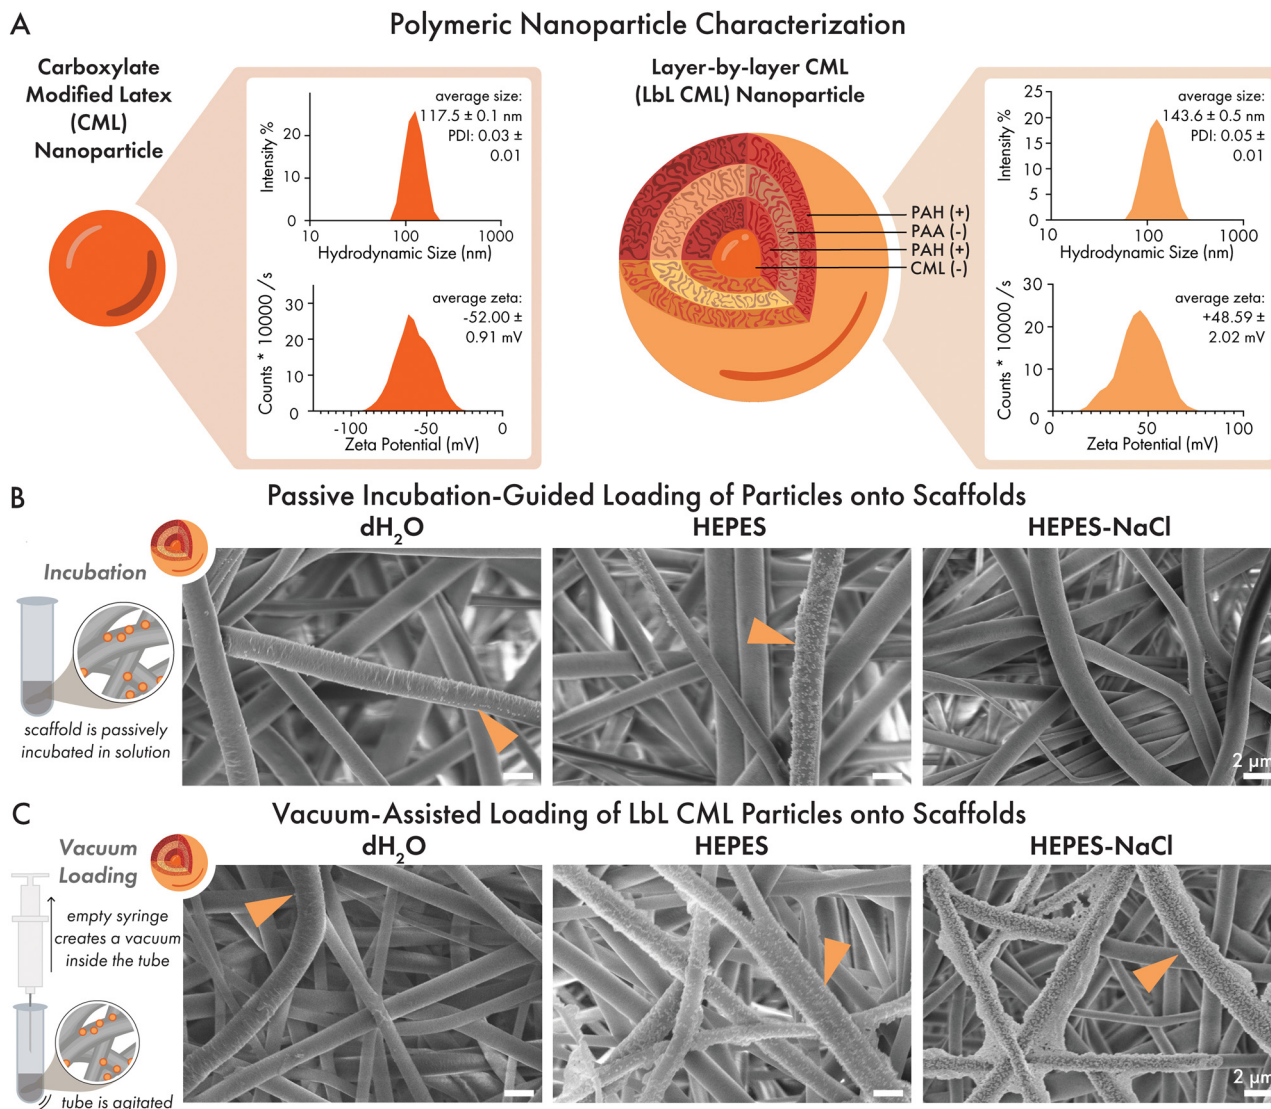 A
Polymeric Nanoparticle Characterization
Carboxylate
Modified Latex
(CML)
Nanoparticle
average size:
117.5 ± 0.1 nm
PDI: 0.03 ±
0.01
Intensity %
20
10
0
10
100
1000
Hydrodynamic Size (nm)
average zeta:
-52.00 ±
0.91 mV
Counts * 10000 /s
30
20
10
0
-100
-50
0
Zeta Potential (mV)
Layer-by-layer CML
(LbL CML) Nanoparticle
PAH (+)
PAA (-)
PAH (+)
CML (-)
average size:
143.6 ± 0.5 nm
PDI: 0.05 ±
0.01
Intensity %
25
20
15
10
5
0
10
100
1000
Hydrodynamic Size (nm)
average zeta:
+48.59 ±
2.02 mV
Counts * 10000 /s
30
20
10
0
0
50
100
Zeta Potential (mV)
B
Passive Incubation-Guided Loading of Particles onto Scaffolds
dH₂O
HEPES
HEPES-NaCl
Incubation
scaffold is passively
incubated in solution
2 µm
C
Vacuum-Assisted Loading of LbL CML Particles onto Scaffolds
dH₂O
HEPES
HEPES-NaCl
Vacuum
Loading
empty syringe
creates a vacuum
inside the tube
tube is agitated
2 µm